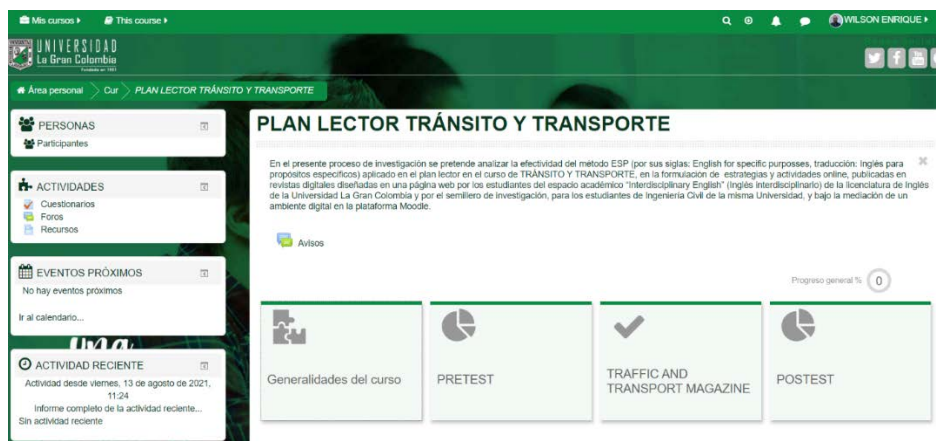 Mis cursos
This course
WILSON ENRIQUE
UNIVERSIDAD
La Gran Colombia
Fundada en 1951
Área personal
Cur
PLAN LECTOR TRÁNSITO Y TRANSPORTE
PERSONAS
Participantes
ACTIVIDADES
Cuestionarios
Foros
Recursos
EVENTOS PRÓXIMOS
No hay eventos próximos
Ir al calendario...
una
ACTIVIDAD RECIENTE
Actividad desde viernes, 13 de agosto de 2021,
11:24
Informe completo de la actividad reciente...
Sin actividad reciente
PLAN LECTOR TRÁNSITO Y TRANSPORTE
En el presente proceso de investigación se pretende analizar la efectividad del método ESP (por sus siglas: English for specific purposses, traducción: Inglés para
propósitos específicos) aplicado en el plan lector en el curso de TRÁNSITO Y TRANSPORTE, en la formulación de estrategias y actividades online, publicadas en
revistas digitales diseñadas en una página web por los estudiantes del espacio académico "Interdisciplinary English" (Inglés interdisciplinario) de la licenciatura de Inglés
de la Universidad La Gran Colombia y por el semillero de investigación, para los estudiantes de Ingeniería Civil de la misma Universidad, y bajo la mediación de un
ambiente digital en la plataforma Moodle.
Avisos
Progreso general % 0
Generalidades del curso
PRETEST
TRAFFIC AND
TRANSPORT MAGAZINE
POSTEST